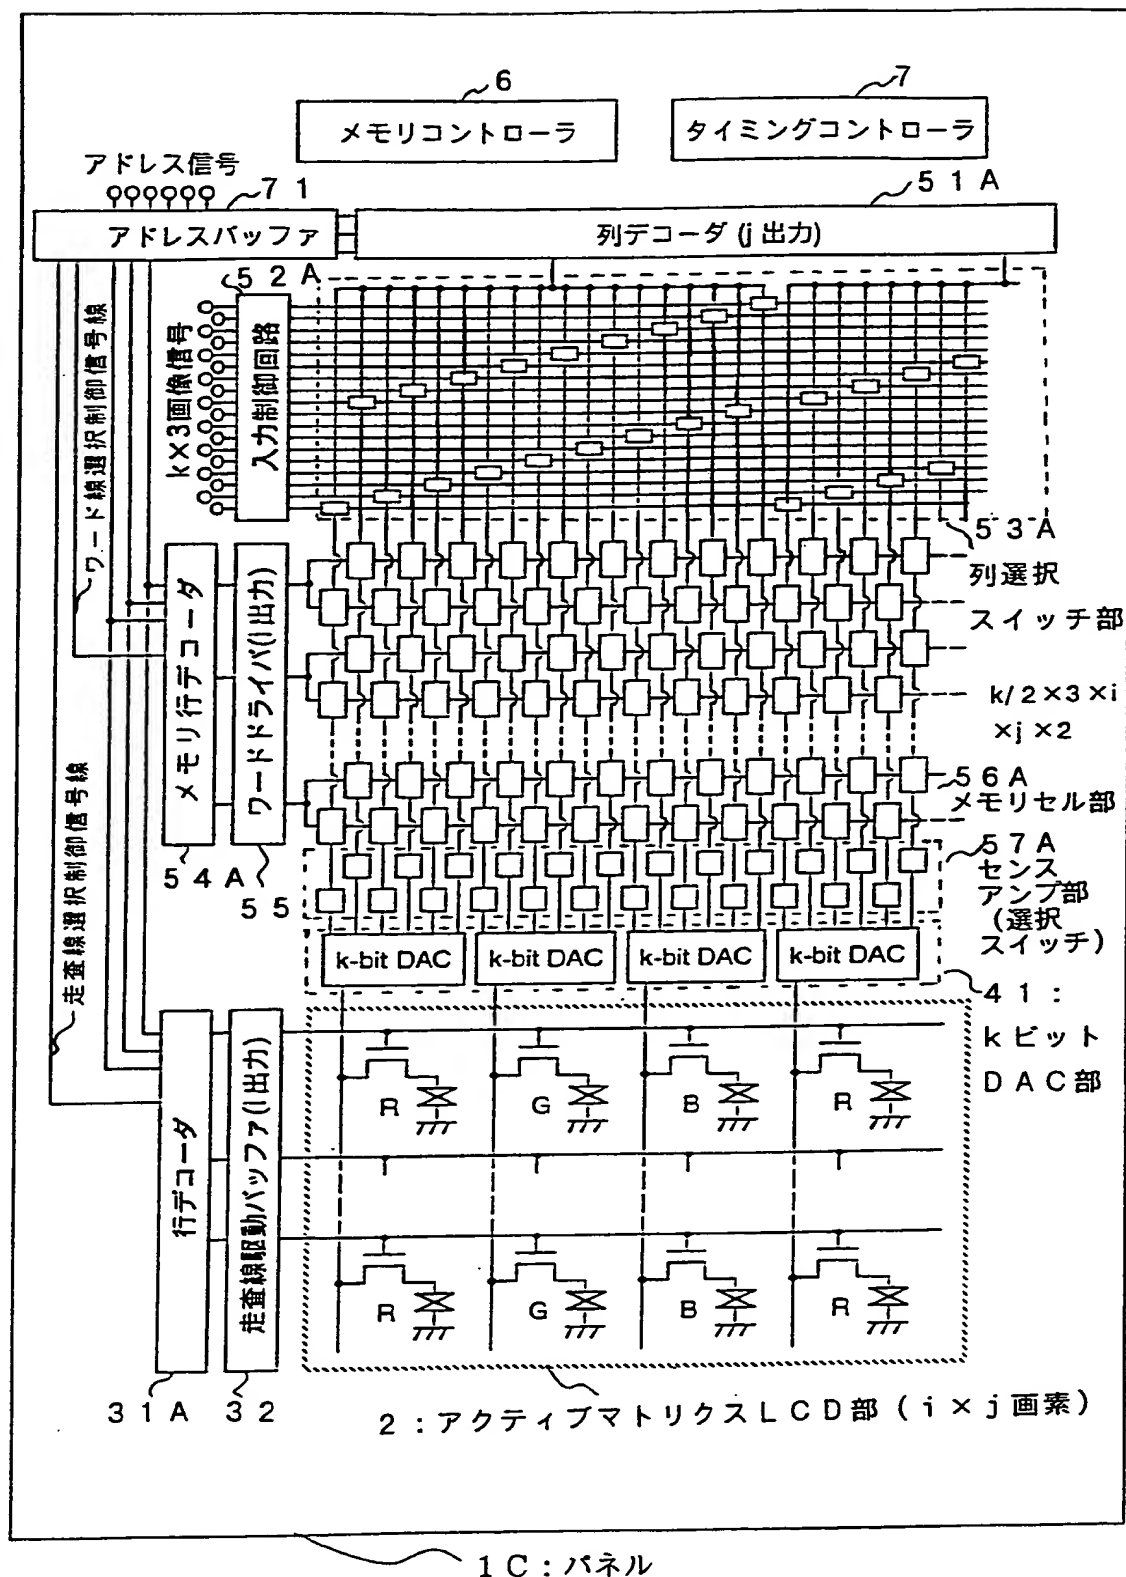 6
メモリコントローラ
7
タイミングコントローラ
アドレス信号
71
アドレスバッファ
51A
列デコーダ(j出力)
52A
k×3画像信号
入力制御回路
ワード線選択制御信号線
走査線選択制御信号線
53A
列選択
スイッチ部
k/2×3×i
×j×2
メモリ行デコーダ
ワードドライバ(l出力)
54A
55
56A
メモリセル部
57A
センス
アンプ部
(選択
スイッチ)
k-bit DAC
k-bit DAC
k-bit DAC
k-bit DAC
41:
kビット
DAC部
行デコーダ
走査線駆動バッファ(l出力)
R
G
B
R
R
G
B
R
31A
32
2:アクティブマトリクスLCD部(i×j画素)
1C:パネル